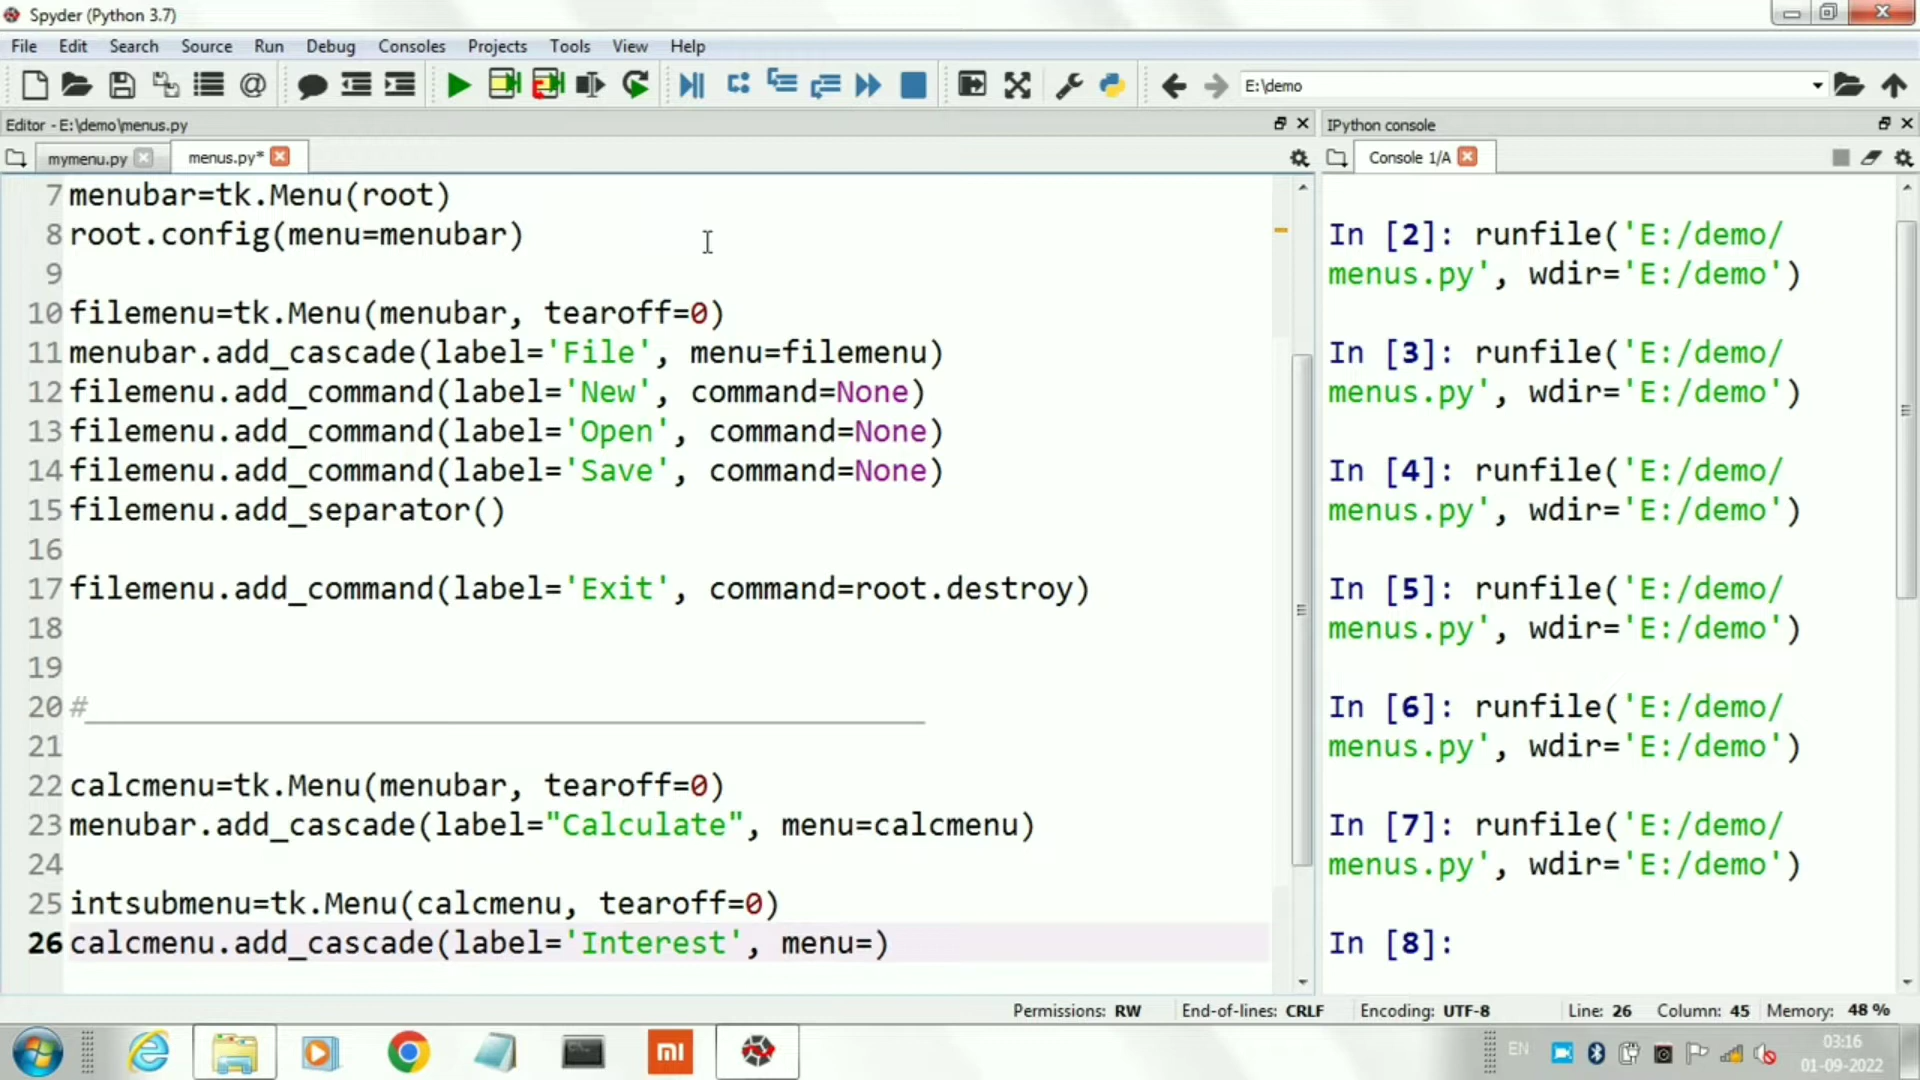 Spyder (Python 3.7)
File Edit Search Source Run Debug Consoles Projects Tools View Help
E:\demo
Editor - E:\demo\menus.py
IPython console
mymenu.py menus.py*
Console 1/A
7 menubar=tk.Menu(root)
8 root.config(menu=menubar)
9
10 filemenu=tk.Menu(menubar, tearoff=0)
11 menubar.add_cascade(label='File', menu=filemenu)
12 filemenu.add_command(label='New', command=None)
13 filemenu.add_command(label='Open', command=None)
14 filemenu.add_command(label='Save', command=None)
15 filemenu.add_separator()
16
17 filemenu.add_command(label='Exit', command=root.destroy)
18
19
20 #______________________________________________
21
22 calcmenu=tk.Menu(menubar, tearoff=0)
23 menubar.add_cascade(label="Calculate", menu=calcmenu)
24
25 intsubmenu=tk.Menu(calcmenu, tearoff=0)
26 calcmenu.add_cascade(label='Interest', menu=)
In [2]: runfile('E:/demo/
menus.py', wdir='E:/demo')
In [3]: runfile('E:/demo/
menus.py', wdir='E:/demo')
In [4]: runfile('E:/demo/
menus.py', wdir='E:/demo')
In [5]: runfile('E:/demo/
menus.py', wdir='E:/demo')
In [6]: runfile('E:/demo/
menus.py', wdir='E:/demo')
In [7]: runfile('E:/demo/
menus.py', wdir='E:/demo')
In [8]:
Permissions: RW End-of-lines: CRLF Encoding: UTF-8 Line: 26 Column: 45 Memory: 48 %
mi
EN
03:16
01-09-2022